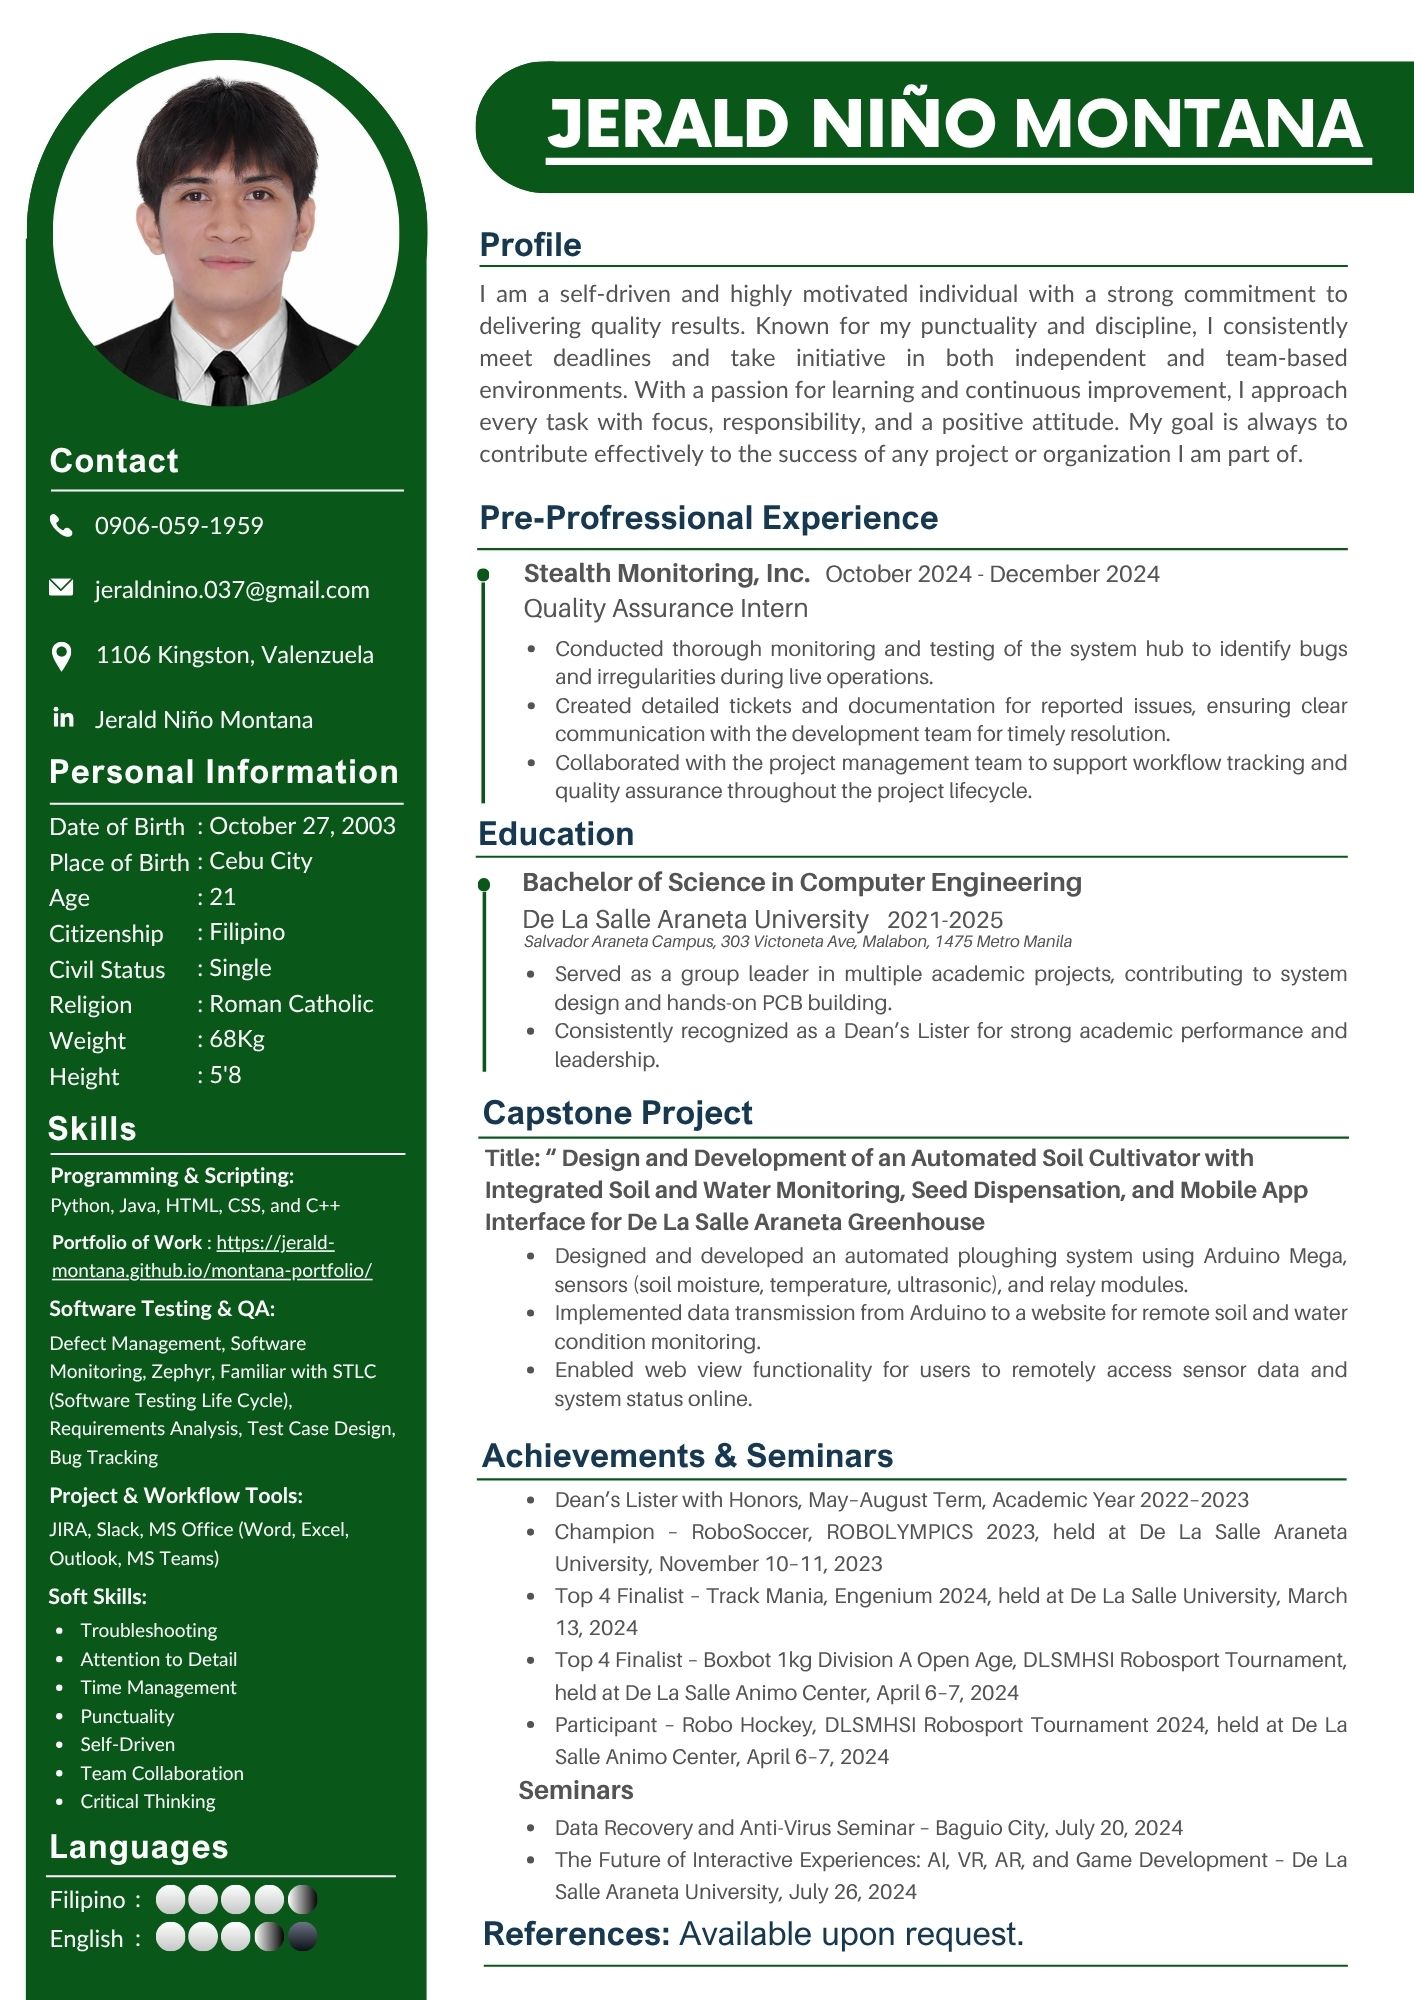 JERALD NIÑO MONTANA
Contact
0906-059-1959
jeraldnino.037@gmail.com
1106 Kingston, Valenzuela
in Jerald Niño Montana
Personal Information
Date of Birth : October 27, 2003
Place of Birth : Cebu City
Age : 21
Citizenship : Filipino
Civil Status : Single
Religion : Roman Catholic
Weight : 68Kg
Height : 5'8
Skills
Programming & Scripting:
Python, Java, HTML, CSS, and C++
Portfolio of Work : https://jerald-
montana.github.io/montana-portfolio/
Software Testing & QA:
Defect Management, Software
Monitoring, Zephyr, Familiar with STLC
(Software Testing Life Cycle),
Requirements Analysis, Test Case Design,
Bug Tracking
Project & Workflow Tools:
JIRA, Slack, MS Office (Word, Excel,
Outlook, MS Teams)
Soft Skills:
• Troubleshooting
• Attention to Detail
• Time Management
• Punctuality
• Self-Driven
• Team Collaboration
• Critical Thinking
Languages
Filipino :
English :
Profile
I am a self-driven and highly motivated individual with a strong commitment to
delivering quality results. Known for my punctuality and discipline, I consistently
meet deadlines and take initiative in both independent and team-based
environments. With a passion for learning and continuous improvement, I approach
every task with focus, responsibility, and a positive attitude. My goal is always to
contribute effectively to the success of any project or organization I am part of.
Pre-Profressional Experience
Stealth Monitoring, Inc. October 2024 - December 2024
Quality Assurance Intern
• Conducted thorough monitoring and testing of the system hub to identify bugs
and irregularities during live operations.
• Created detailed tickets and documentation for reported issues, ensuring clear
communication with the development team for timely resolution.
• Collaborated with the project management team to support workflow tracking and
quality assurance throughout the project lifecycle.
Education
Bachelor of Science in Computer Engineering
De La Salle Araneta University 2021-2025
Salvador Araneta Campus, 303 Victoneta Ave, Malabon, 1475 Metro Manila
• Served as a group leader in multiple academic projects, contributing to system
design and hands-on PCB building.
• Consistently recognized as a Dean’s Lister for strong academic performance and
leadership.
Capstone Project
Title: “ Design and Development of an Automated Soil Cultivator with
Integrated Soil and Water Monitoring, Seed Dispensation, and Mobile App
Interface for De La Salle Araneta Greenhouse
• Designed and developed an automated ploughing system using Arduino Mega,
sensors (soil moisture, temperature, ultrasonic), and relay modules.
• Implemented data transmission from Arduino to a website for remote soil and water
condition monitoring.
• Enabled web view functionality for users to remotely access sensor data and
system status online.
Achievements & Seminars
• Dean’s Lister with Honors, May–August Term, Academic Year 2022–2023
• Champion – RoboSoccer, ROBOLYMPICS 2023, held at De La Salle Araneta
University, November 10–11, 2023
• Top 4 Finalist – Track Mania, Engenium 2024, held at De La Salle University, March
13, 2024
• Top 4 Finalist – Boxbot 1kg Division A Open Age, DLSMHSI Robosport Tournament,
held at De La Salle Animo Center, April 6–7, 2024
• Participant – Robo Hockey, DLSMHSI Robosport Tournament 2024, held at De La
Salle Animo Center, April 6–7, 2024
Seminars
• Data Recovery and Anti-Virus Seminar – Baguio City, July 20, 2024
• The Future of Interactive Experiences: AI, VR, AR, and Game Development – De La
Salle Araneta University, July 26, 2024
References: Available upon request.